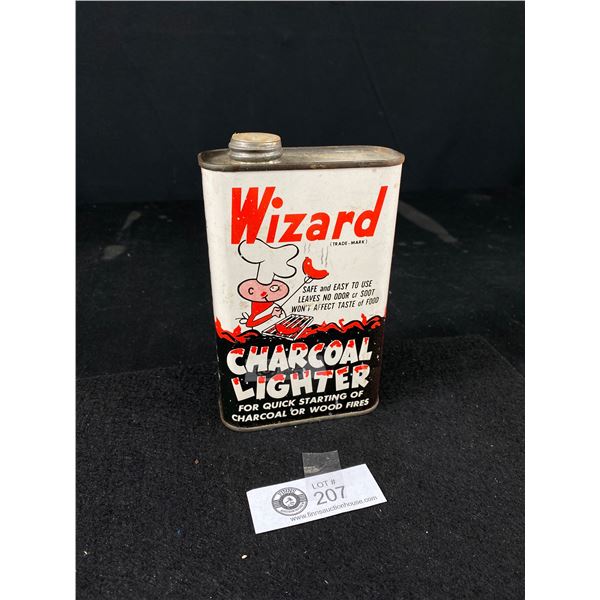 Wizard
(TRADE-MARK)
SAFE and EASY TO USE
LEAVES NO ODOR or SOOT
WON'T AFFECT TASTE of FOOD
CHARCOAL
LIGHTER
FOR QUICK STARTING OF
CHARCOAL OR WOOD FIRES
LOT #
207
www.finnsauctionhouse.com